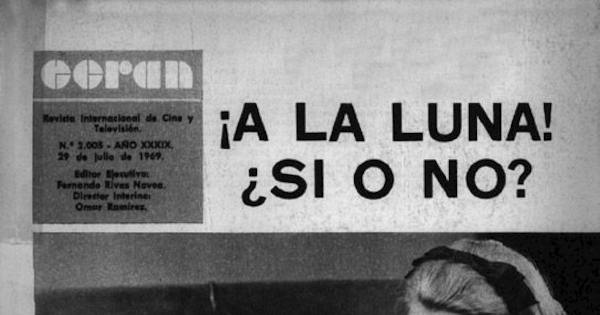 ecran
Revista Internacional de Cine y
Televisión.
N.º 2.005 - AÑO XXXIX.
29 de julio de 1969.
Editor Ejecutivo:
Fernando Rivas Navea.
Director Interino:
Omar Ramírez.
¡A LA LUNA!
¿SI O NO?